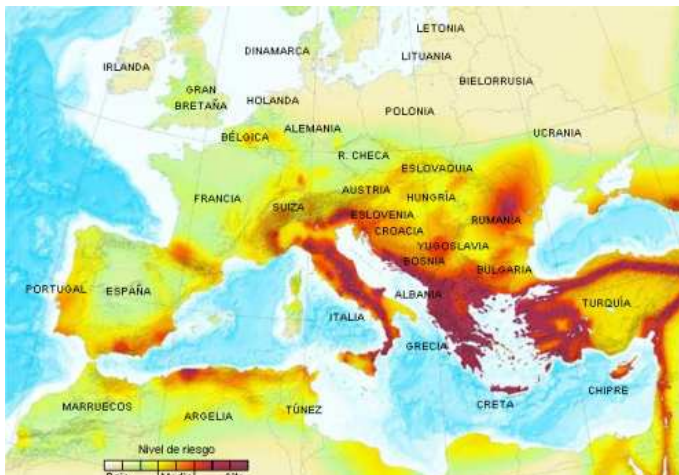 LETONIA
DINAMARCA
LITUANIA
IRLANDA
BIELORRUSIA
GRAN
BRETAÑA
HOLANDA
POLONIA
BÉLGICA
ALEMANIA
UCRANIA
R. CHECA
ESLOVAQUIA
AUSTRIA
FRANCIA
HUNGRÍA
SUIZA
ESLOVENIA
RUMANIA
CROACIA
YUGOSLAVIA
BOSNIA
BULGARIA
PORTUGAL
ESPAÑA
ALBANIA
TURQUÍA
ITALIA
GRECIA
CHIPRE
CRETA
MARRUECOS
ARGELIA
TÚNEZ
Nivel de riesgo